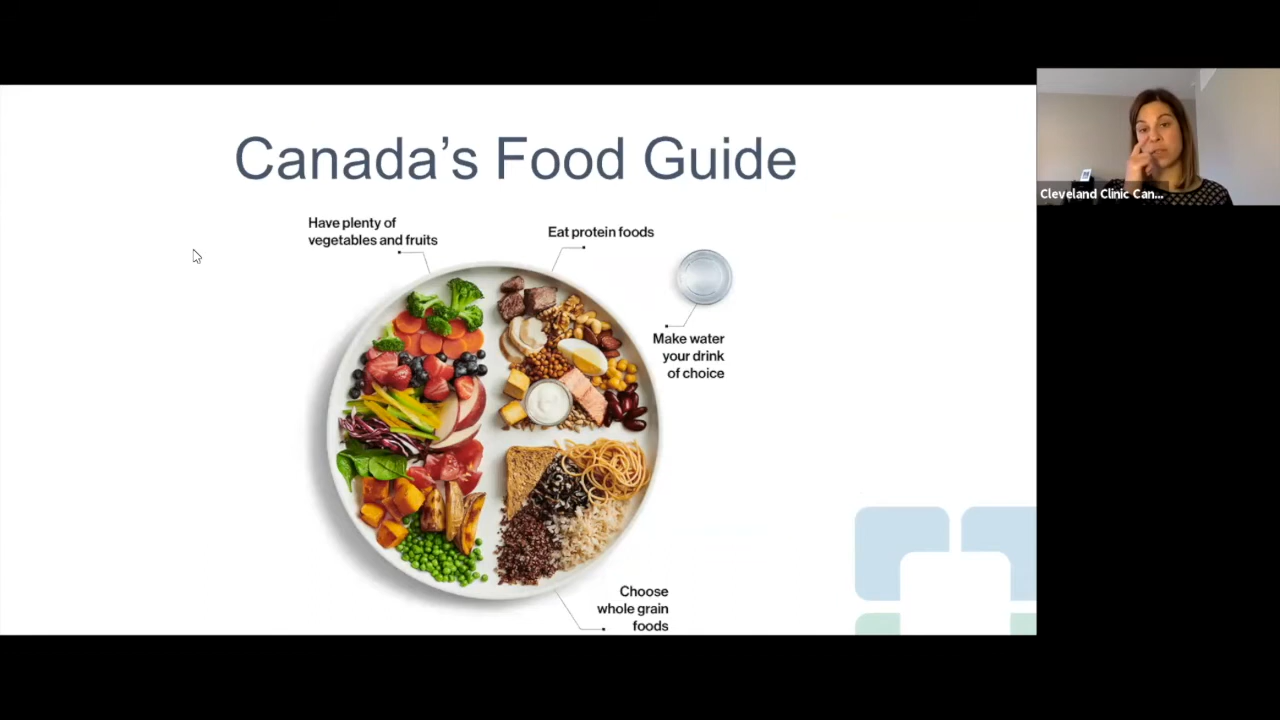 Canada's Food Guide
Have plenty of
vegetables and fruits
Eat protein foods
Make water
your drink
of choice
Choose
whole grain
foods
Cleveland Clinic Can...